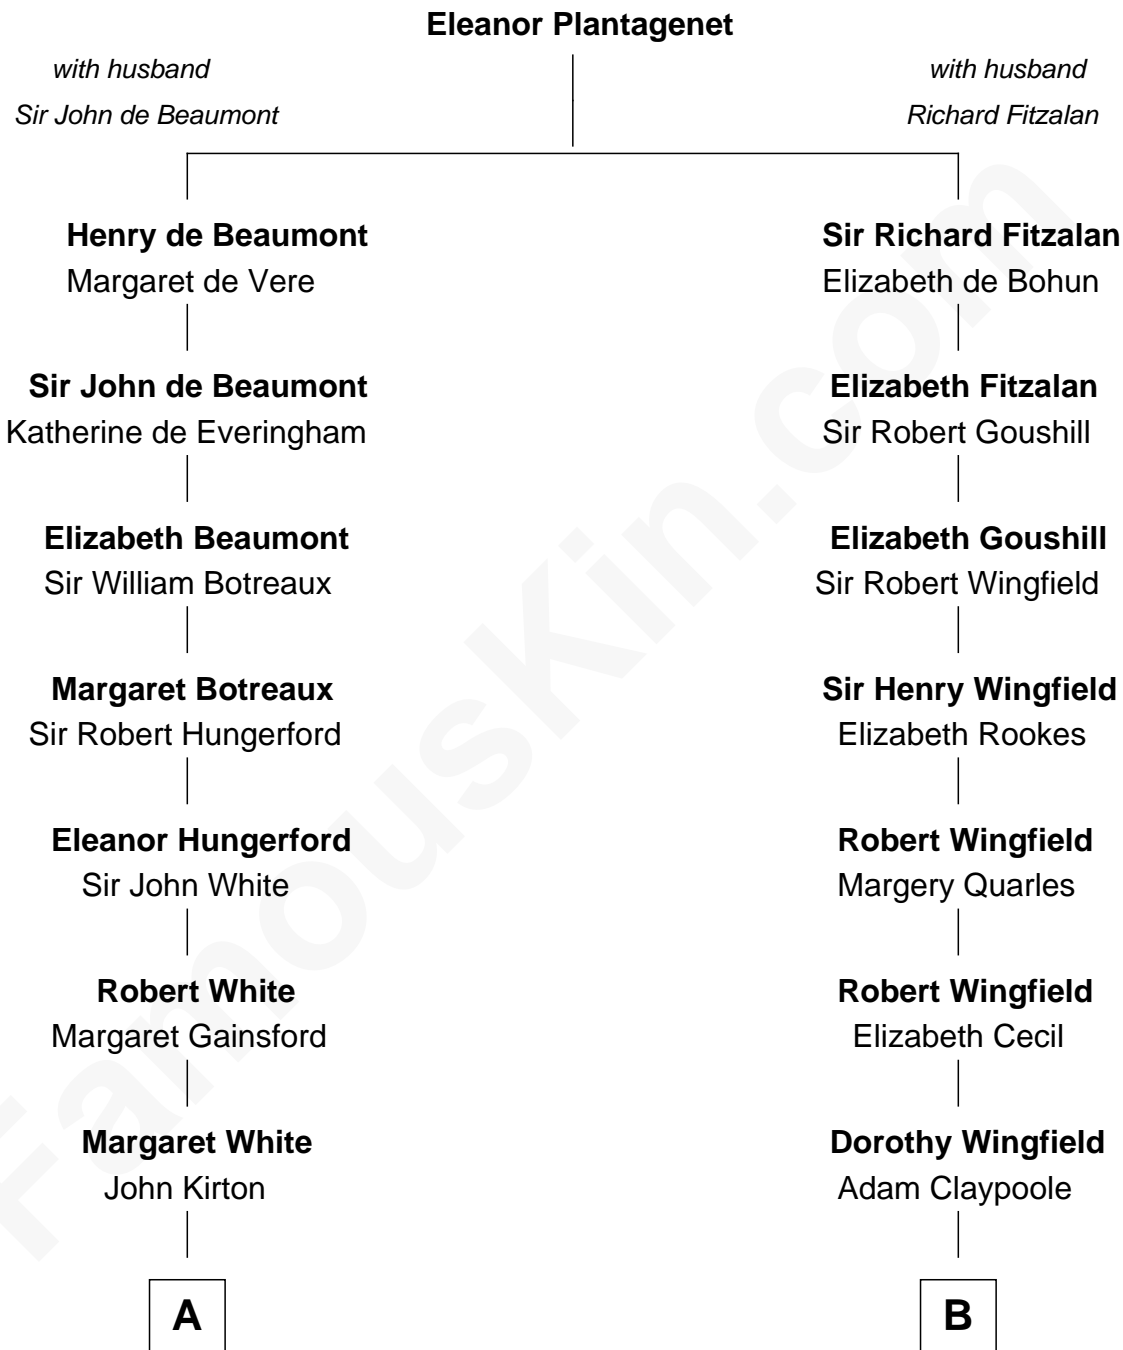 Eleanor Plantagenet
with husband
Sir John de Beaumont
with husband
Richard Fitzalan
Henry de Beaumont
Margaret de Vere
Sir Richard Fitzalan
Elizabeth de Bohun
Sir John de Beaumont
Katherine de Everingham
Elizabeth Fitzalan
Sir Robert Goushill
Elizabeth Beaumont
Sir William Botreaux
Elizabeth Goushill
Sir Robert Wingfield
Margaret Botreaux
Sir Robert Hungerford
Sir Henry Wingfield
Elizabeth Rookes
Eleanor Hungerford
Sir John White
Robert Wingfield
Margery Quarles
Robert White
Margaret Gainsford
Robert Wingfield
Elizabeth Cecil
Margaret White
John Kirton
Dorothy Wingfield
Adam Claypoole
A
B
FamousKin.com